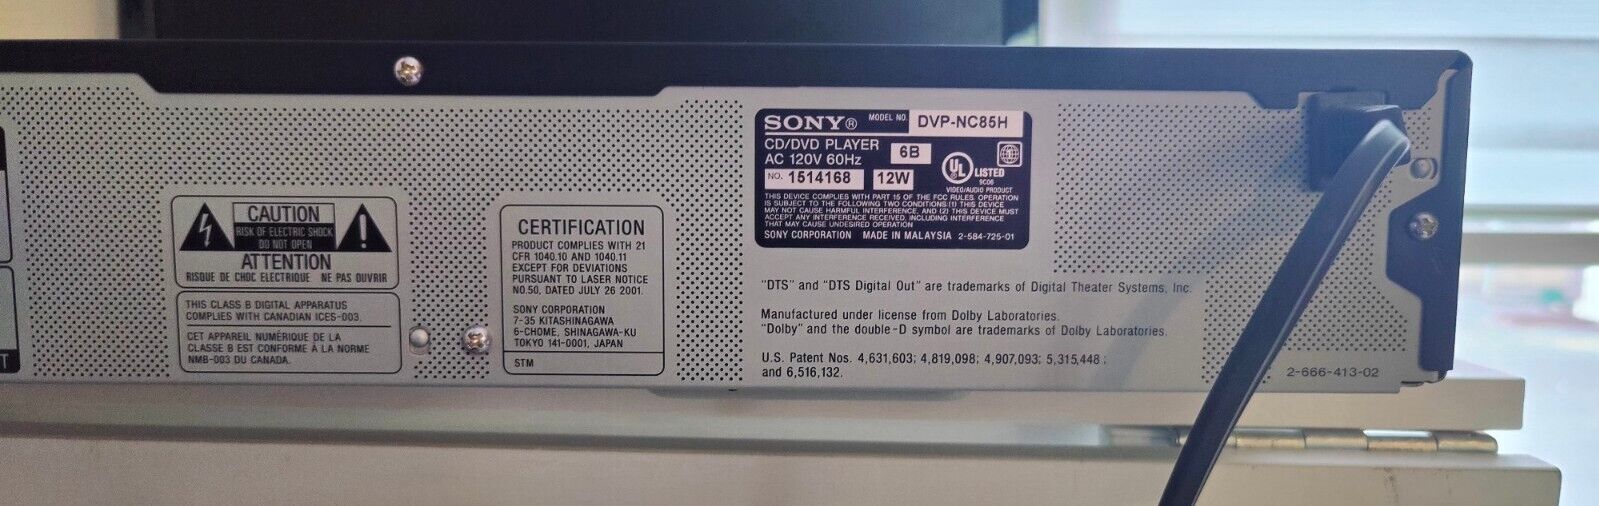 T
CAUTION
RISK OF ELECTRIC SHOCK
DO NOT OPEN
ATTENTION
RISQUE DE CHOC ELECTRIQUE NE PAS OUVRIR
THIS CLASS B DIGITAL APPARATUS
COMPLIES WITH CANADIAN ICES-003.
CET APPAREIL NUMÉRIQUE DE LA
CLASSE B EST CONFORME À LA NORME
NMB-003 DU CANADA.
CERTIFICATION
PRODUCT COMPLIES WITH 21
CFR 1040.10 AND 1040.11
EXCEPT FOR DEVIATIONS
PURSUANT TO LASER NOTICE
NO.50, DATED JULY 26 2001.
SONY CORPORATION
7-35 KITASHINAGAWA
6-CHOME, SHINAGAWA-KU
TOKYO 141-0001, JAPAN
STM
SONY® MODEL NO. DVP-NC85H
CD/DVD PLAYER 6B
AC 120V 60Hz
NO. 1514168 12W
UL LISTED
9C06
VIDEO/AUDIO PRODUCT
THIS DEVICE COMPLIES WITH PART 15 OF THE FCC RULES. OPERATION
IS SUBJECT TO THE FOLLOWING TWO CONDITIONS:(1) THIS DEVICE
MAY NOT CAUSE HARMFUL INTERFERENCE, AND (2) THIS DEVICE MUST
ACCEPT ANY INTERFERENCE RECEIVED, INCLUDING INTERFERENCE
THAT MAY CAUSE UNDESIRED OPERATION
SONY CORPORATION MADE IN MALAYSIA 2-584-725-01
"DTS" and "DTS Digital Out" are trademarks of Digital Theater Systems, Inc.
Manufactured under license from Dolby Laboratories.
"Dolby" and the double-D symbol are trademarks of Dolby Laboratories.
U.S. Patent Nos. 4,631,603; 4,819,098; 4,907,093; 5,315,448;
and 6,516,132.
2-666-413-02